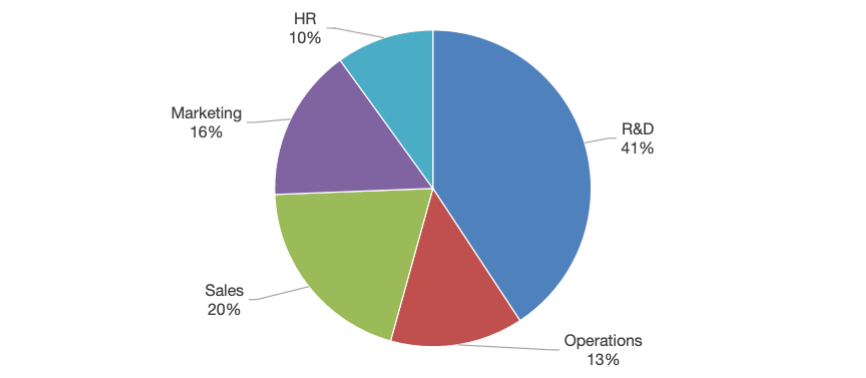 HR
10%
R&D
41%
Marketing
16%
Sales
20%
Operations
13%